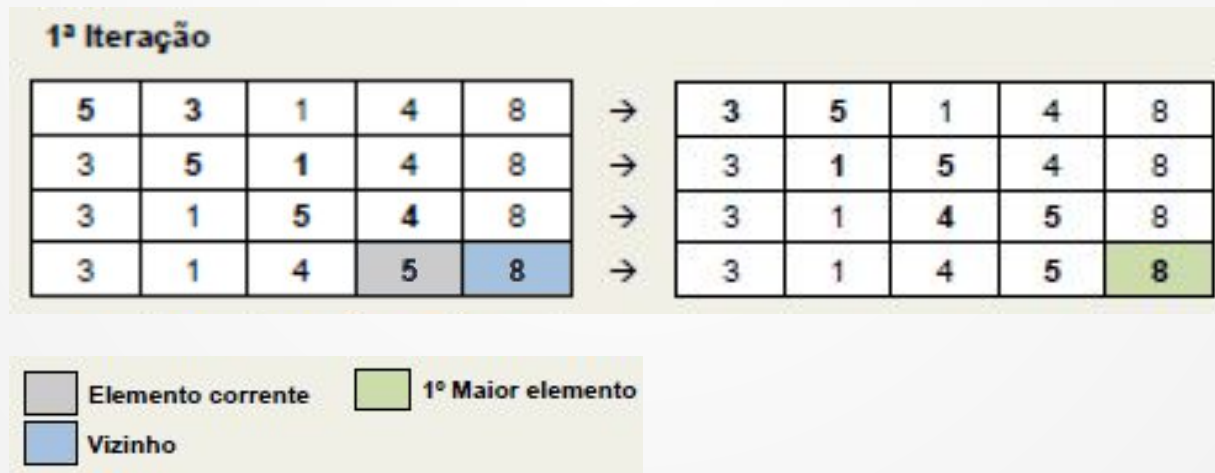 1ª Iteração
5 3 1 4 8 → 3 5 1 4 8
3 5 1 4 8 → 3 1 5 4 8
3 1 5 4 8 → 3 1 4 5 8
3 1 4 5 8 → 3 1 4 5 8
Elemento corrente 1º Maior elemento
Vizinho